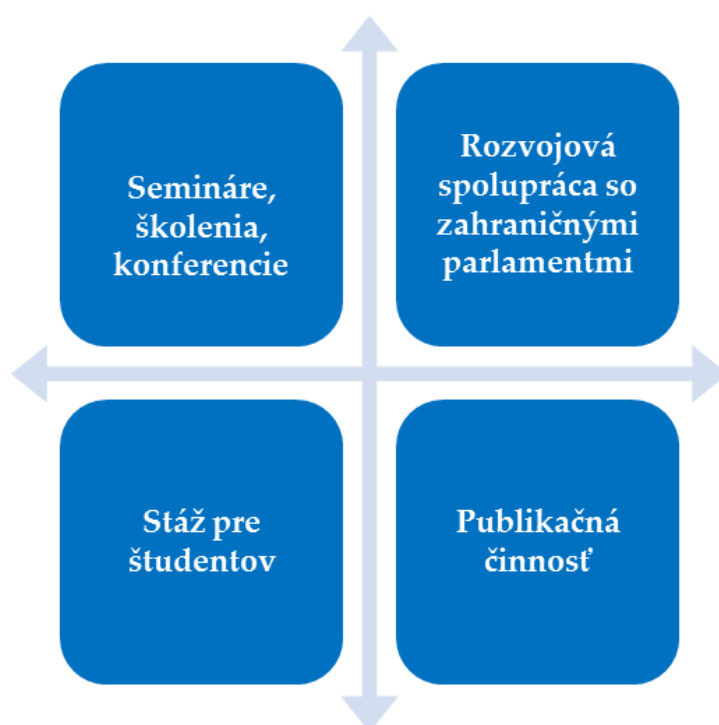 Semináre,
školenia,
konferencie
Rozvojová
spolupráca so
zahraničnými
parlamentmi
Stáž pre
študentov
Publikačná
činnosť